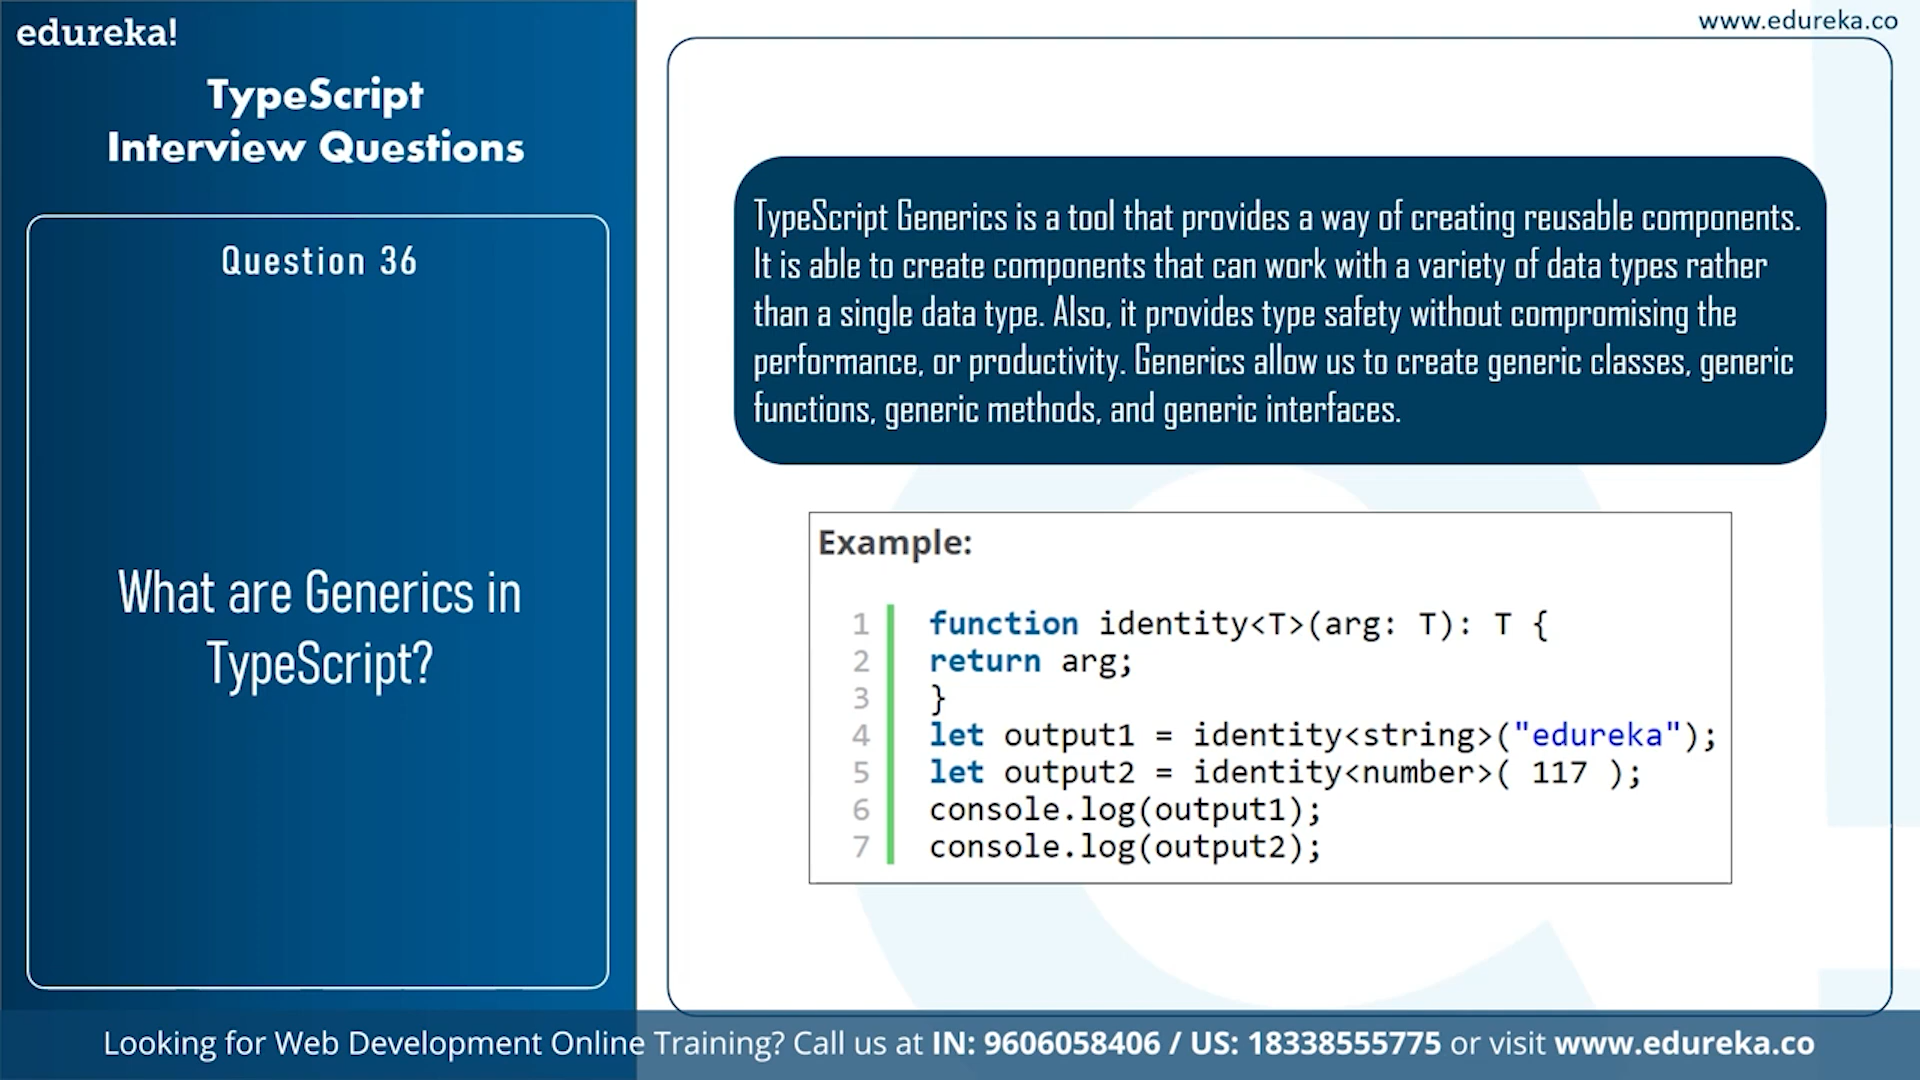 edureka!
www.edureka.co
TypeScript
Interview Questions
Question 36
What are Generics in
TypeScript?
TypeScript Generics is a tool that provides a way of creating reusable components.
It is able to create components that can work with a variety of data types rather
than a single data type. Also, it provides type safety without compromising the
performance, or productivity. Generics allow us to create generic classes, generic
functions, generic methods, and generic interfaces.
Example:
1 function identity<T>(arg: T): T {
2 return arg;
3 }
4 let output1 = identity<string>("edureka");
5 let output2 = identity<number>( 117 );
6 console.log(output1);
7 console.log(output2);
Looking for Web Development Online Training? Call us at IN: 9606058406 / US: 18338555775 or visit www.edureka.co